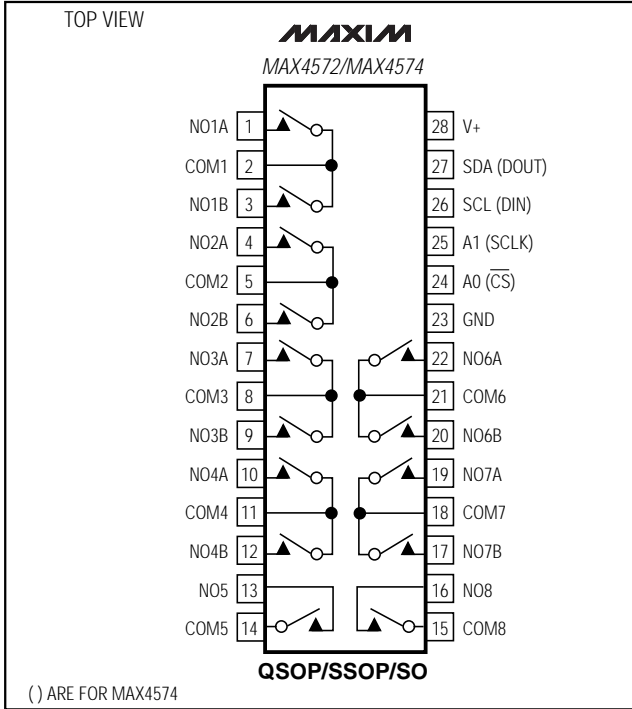 TOP VIEW
MAXIM
MAX4572/MAX4574
NO1A 1
COM1 2
NO1B 3
NO2A 4
COM2 5
NO2B 6
NO3A 7
COM3 8
NO3B 9
NO4A 10
COM4 11
NO4B 12
NO5 13
COM5 14
28 V+
27 SDA (DOUT)
26 SCL (DIN)
25 A1 (SCLK)
24 A0 (C̅S̅)
23 GND
22 NO6A
21 COM6
20 NO6B
19 NO7A
18 COM7
17 NO7B
16 NO8
15 COM8
QSOP/SSOP/SO
( ) ARE FOR MAX4574